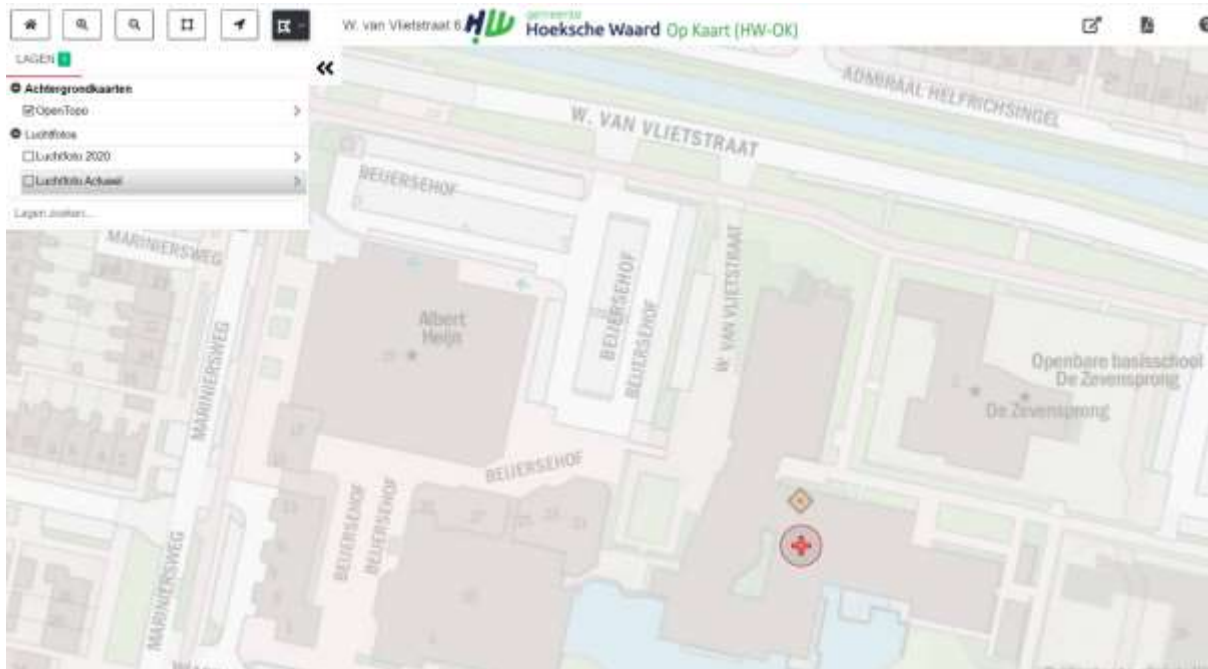 W. van Vlietstraat 6
gemeente
Hoeksche Waard Op Kaart (HW-OK)
LAGEN
Achtergrondkaarten
OpenTopo
Luchtfotos
Luchtfoto 2020
Luchtfoto Actueel
Lagen zoeken...
ADMIRAAL HELFRICHSINGEL
W. VAN VLIETSTRAAT
BEIJERSEHOF
MARINIERSWEG
W. VAN VLIETSTRAAT
BEIJERSEHOF
BEIJERSEHOF
Albert
Heijn
MARINIERSWEG
Openbare basisschool
De Zevensprong
De Zevensprong
BEIJERSEHOF
BEIJERSEHOF
BEIJERSEHOF
MARINIERSWEG